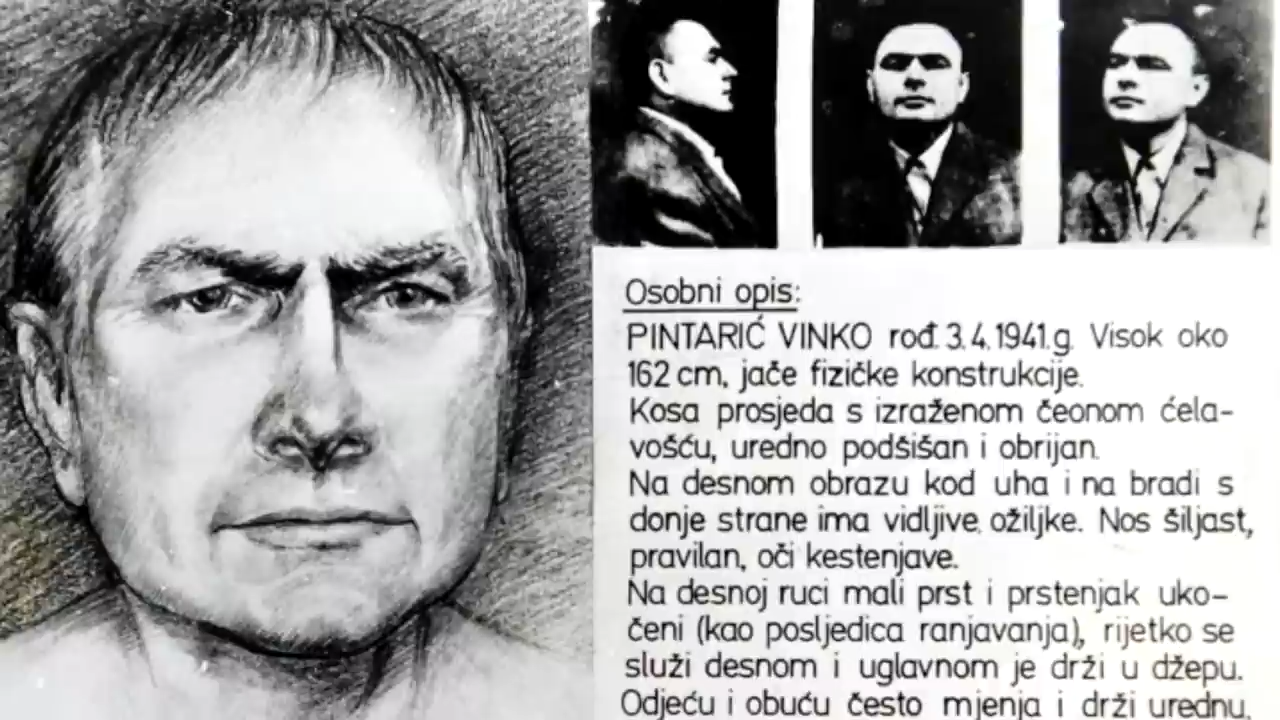 Osobni opis:
PINTARIĆ VINKO rođ. 3.4.1941.g. Visok oko
162 cm, jače fizičke konstrukcije.
Kosa prosjeda s izraženom čeonom ćela-
vošću, uredno podšišan i obrijan.
Na desnom obrazu kod uha i na bradi s
donje strane ima vidljive ožiljke. Nos šiljast,
pravilan, oči kestenjave.
Na desnoj ruci mali prst i prstenjak uko-
čeni (kao posljedica ranjavanja), rijetko se
služi desnom i uglavnom je drži u džepu.
Odjeću i obuću često mjenja i drži urednu.